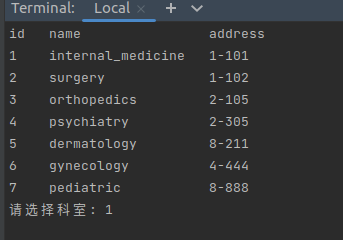 Terminal: Local × +
id name address
1 internal_medicine 1-101
2 surgery 1-102
3 orthopedics 2-105
4 psychiatry 2-305
5 dermatology 8-211
6 gynecology 4-444
7 pediatric 8-888
请选择科室: 1